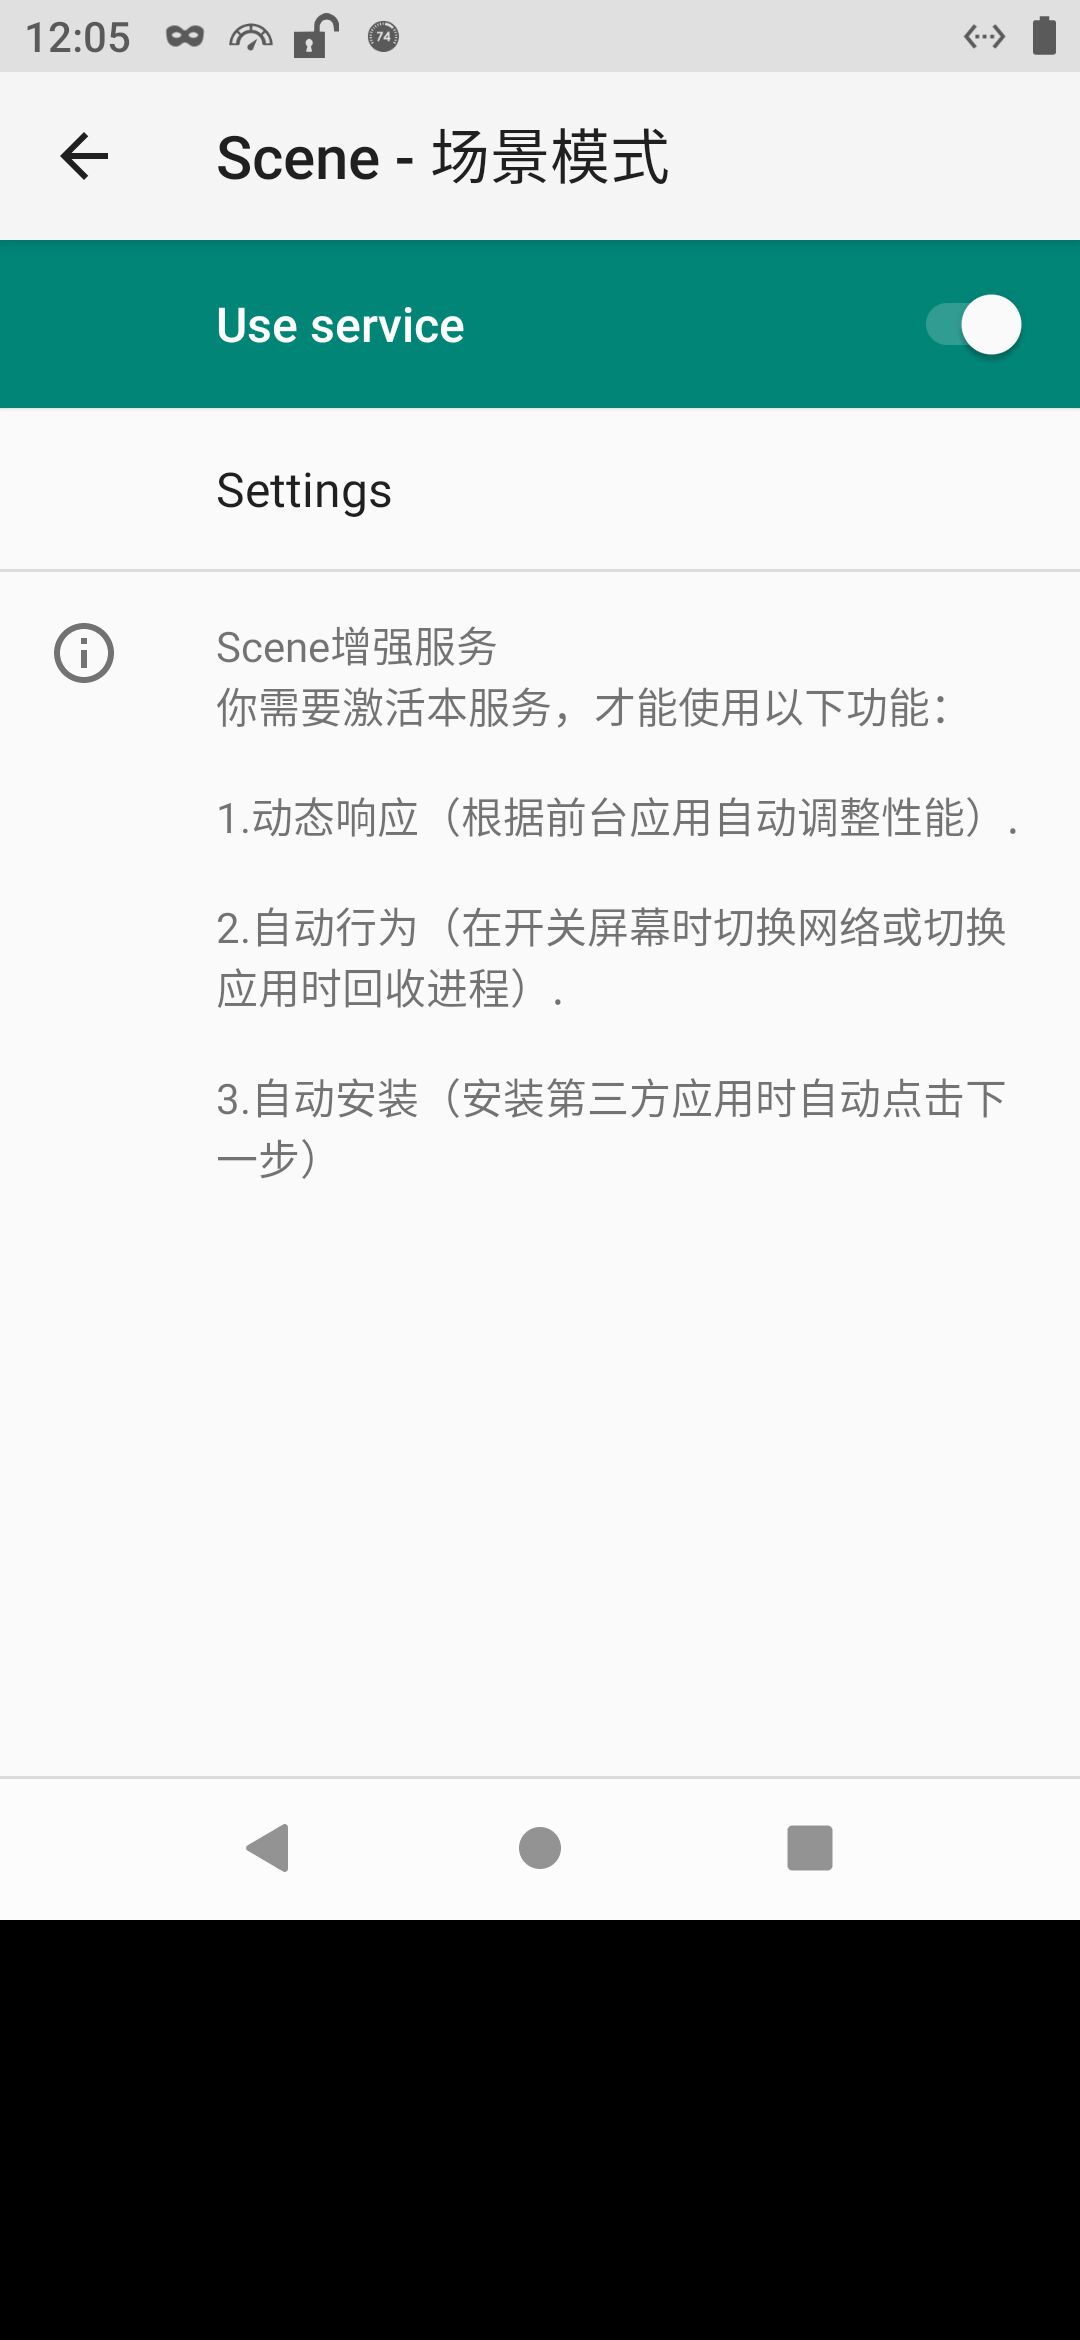 12:05
74
Scene - 场景模式
Use service
Settings
Scene增强服务
你需要激活本服务，才能使用以下功能：
1.动态响应（根据前台应用自动调整性能）.
2.自动行为（在开关屏幕时切换网络或切换
应用时回收进程）.
3.自动安装（安装第三方应用时自动点击下
一步）